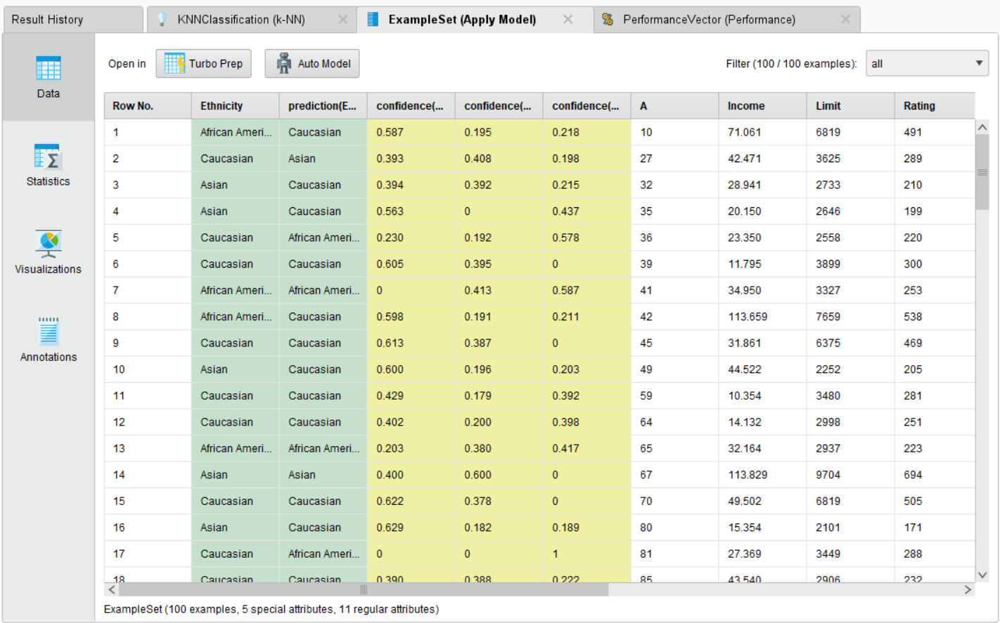 Result History KNNClassification (k-NN) ExampleSet (Apply Model) PerformanceVector (Performance)
Open in Turbo Prep Auto Model Filter (100 / 100 examples): all
Data
Statistics
Visualizations
Annotations
Row No. Ethnicity prediction(E... confidence(... confidence(... confidence(... A Income Limit Rating
1 African Ameri... Caucasian 0.587 0.195 0.218 10 71.061 6819 491
2 Caucasian Asian 0.393 0.408 0.198 27 42.471 3625 289
3 Asian Caucasian 0.394 0.392 0.215 32 28.941 2733 210
4 Asian Caucasian 0.563 0 0.437 35 20.150 2646 199
5 Caucasian African Ameri... 0.230 0.192 0.578 36 23.350 2558 220
6 Caucasian Caucasian 0.605 0.395 0 39 11.795 3899 300
7 African Ameri... African Ameri... 0 0.413 0.587 41 34.950 3327 253
8 African Ameri... Caucasian 0.598 0.191 0.211 42 113.659 7659 538
9 Caucasian Caucasian 0.613 0.387 0 45 31.861 6375 469
10 Asian Caucasian 0.600 0.196 0.203 49 44.522 2252 205
11 Caucasian Caucasian 0.429 0.179 0.392 59 10.354 3480 281
12 Caucasian Caucasian 0.402 0.200 0.398 64 14.132 2998 251
13 African Ameri... African Ameri... 0.203 0.380 0.417 65 32.164 2937 223
14 Asian Asian 0.400 0.600 0 67 113.829 9704 694
15 Caucasian Caucasian 0.622 0.378 0 70 49.502 6819 505
16 Asian Caucasian 0.629 0.182 0.189 80 15.354 2101 171
17 Caucasian African Ameri... 0 0 1 81 27.369 3449 288
18 Caucasian Caucasian 0.390 0.388 0.222 85 43.540 2906 232
ExampleSet (100 examples, 5 special attributes, 11 regular attributes)